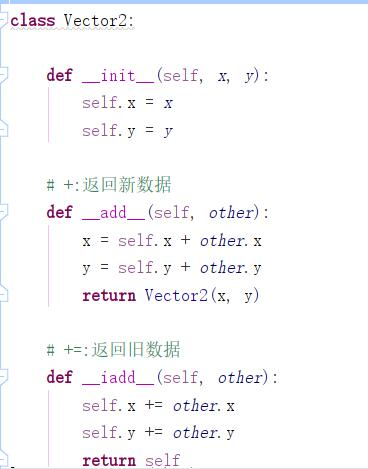 class Vector2:
def __init__(self, x, y):
self.x = x
self.y = y
# +:返回新数据
def __add__(self, other):
x = self.x + other.x
y = self.y + other.y
return Vector2(x, y)
# +=:返回旧数据
def __iadd__(self, other):
self.x += other.x
self.y += other.y
return self